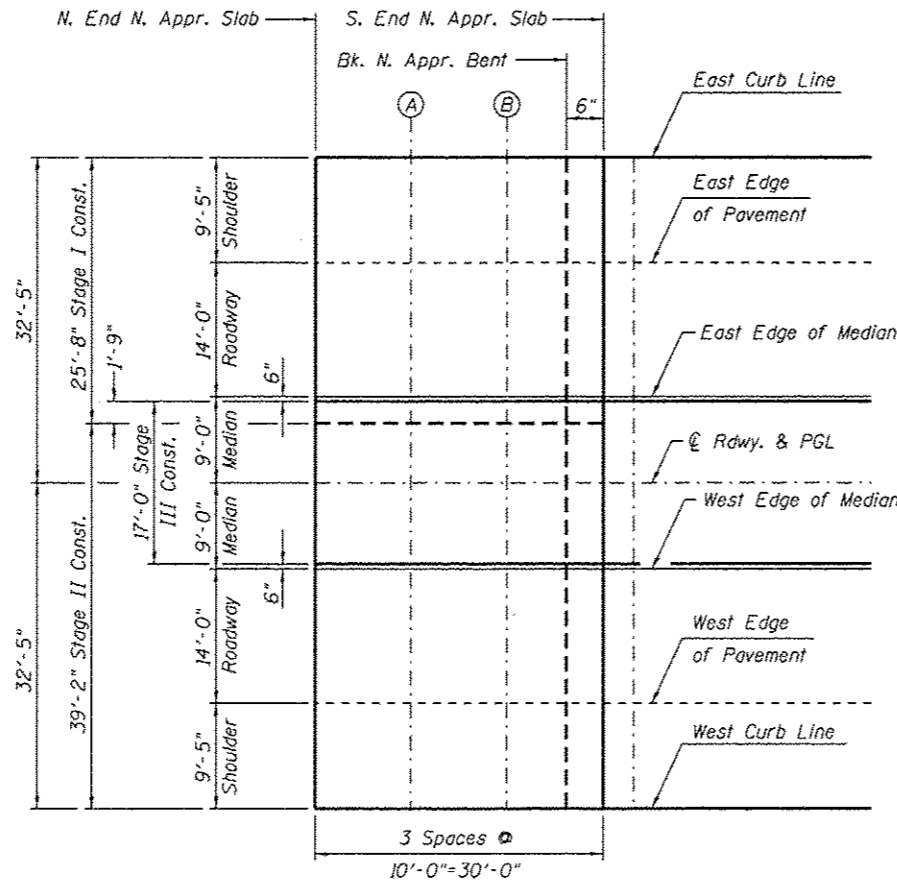 N. End N. Appr. Slab
S. End N. Appr. Slab
Bk. N. Appr. Bent
A
B
6"
East Curb Line
East Edge
of Pavement
East Edge of Median
℄ Rdwy. & PGL
West Edge of Median
West Edge
of Pavement
West Curb Line
32'-5"
32'-5"
25'-8" Stage I Const.
39'-2" Stage II Const.
1'-9"
17'-0" Stage
III Const.
9'-5"
Shoulder
14'-0"
Roadway
6"
9'-0"
Median
9'-0"
Median
6"
14'-0"
Roadway
9'-5"
Shoulder
3 Spaces @
10'-0"=30'-0"